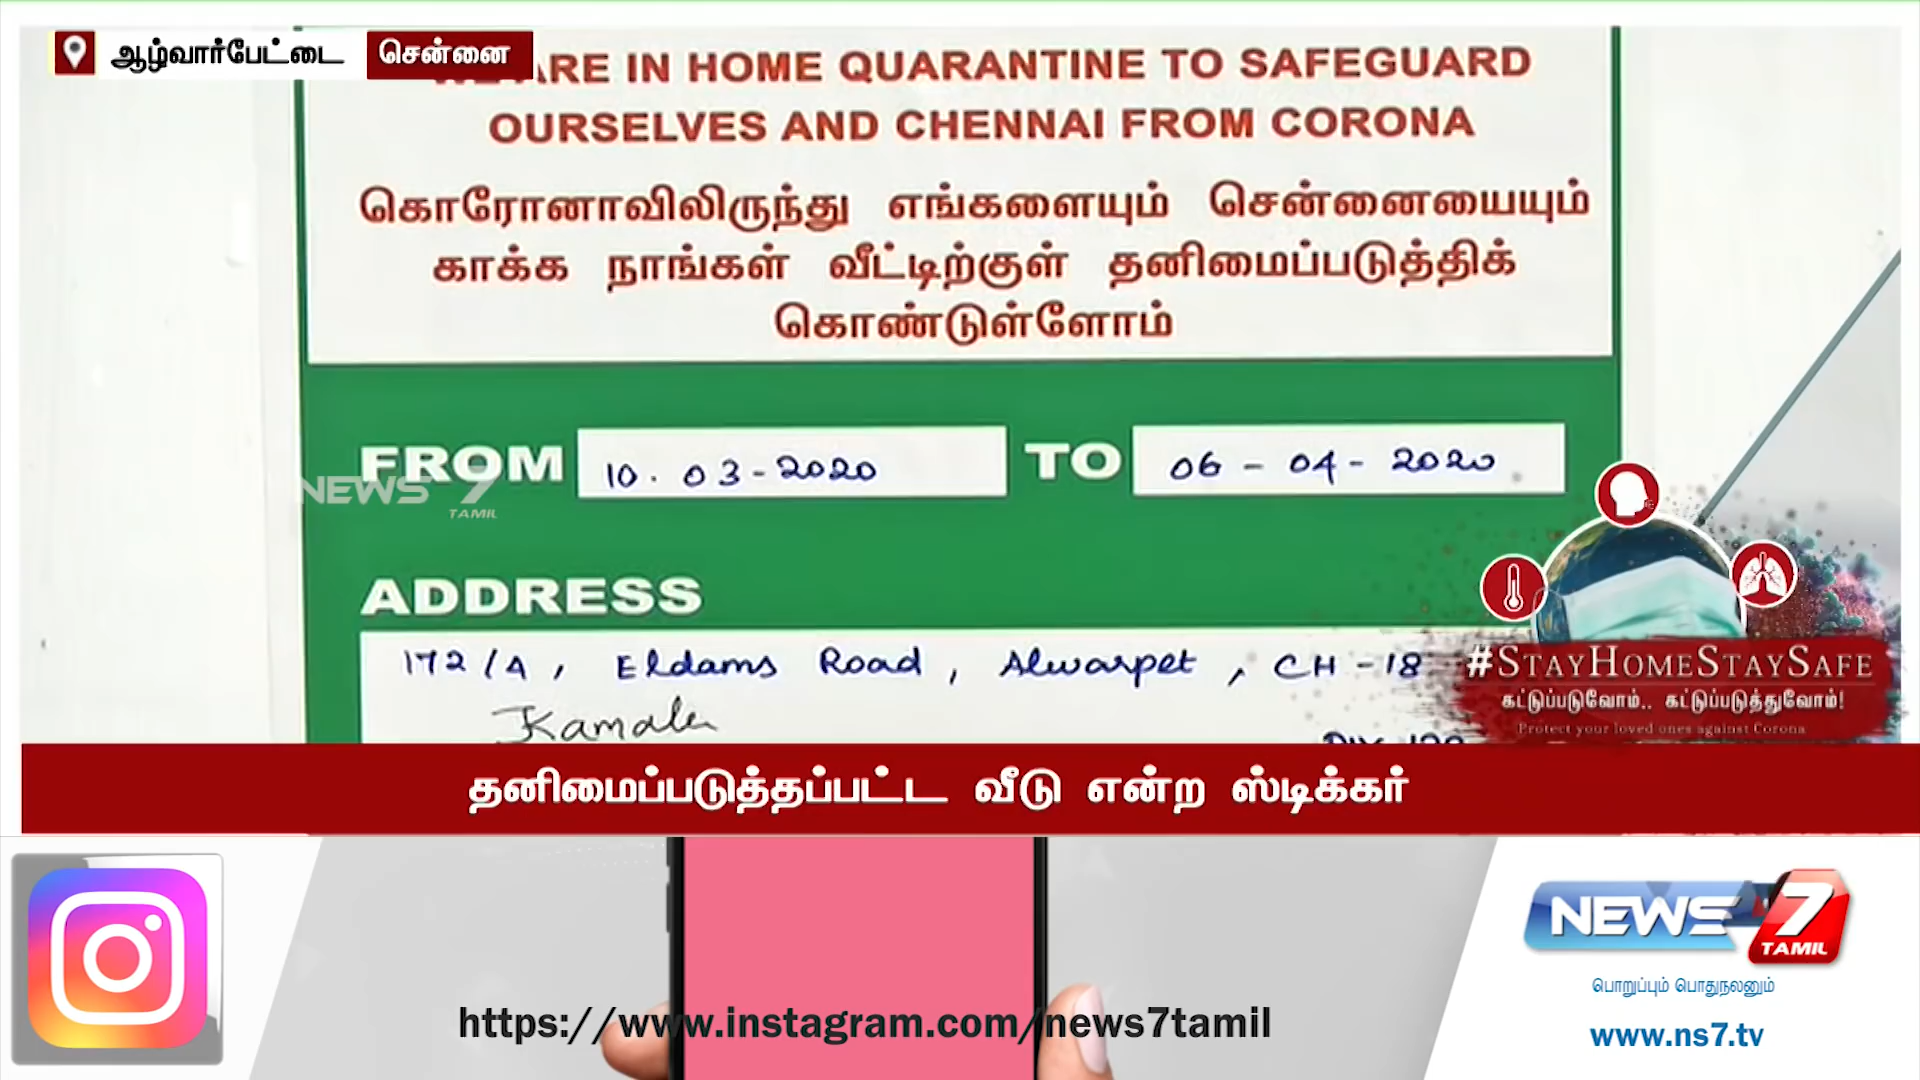 ஆழ்வார்பேட்டை சென்னை
ARE IN HOME QUARANTINE TO SAFEGUARD
OURSELVES AND CHENNAI FROM CORONA
கொரோனாவிலிருந்து எங்களையும் சென்னையையும்
காக்க நாங்கள் வீட்டிற்குள் தனிமைப்படுத்திக்
கொண்டுள்ளோம்
FROM 10.03-2020 TO 06-04-2020
NEWS 7
TAMIL
ADDRESS
172/A, Eldams Road, Alwarpet, CH-18
#STAYHOMESTAYSAFE
கட்டுப்படுவோம்.. கட்டுப்படுத்துவோம்!
Protect your loved ones against Corona
தனிமைப்படுத்தப்பட்ட வீடு என்ற ஸ்டிக்கர்
NEWS 7
TAMIL
பொறுப்பும் பொதுநலனும்
https://www.instagram.com/news7tamil
www.ns7.tv